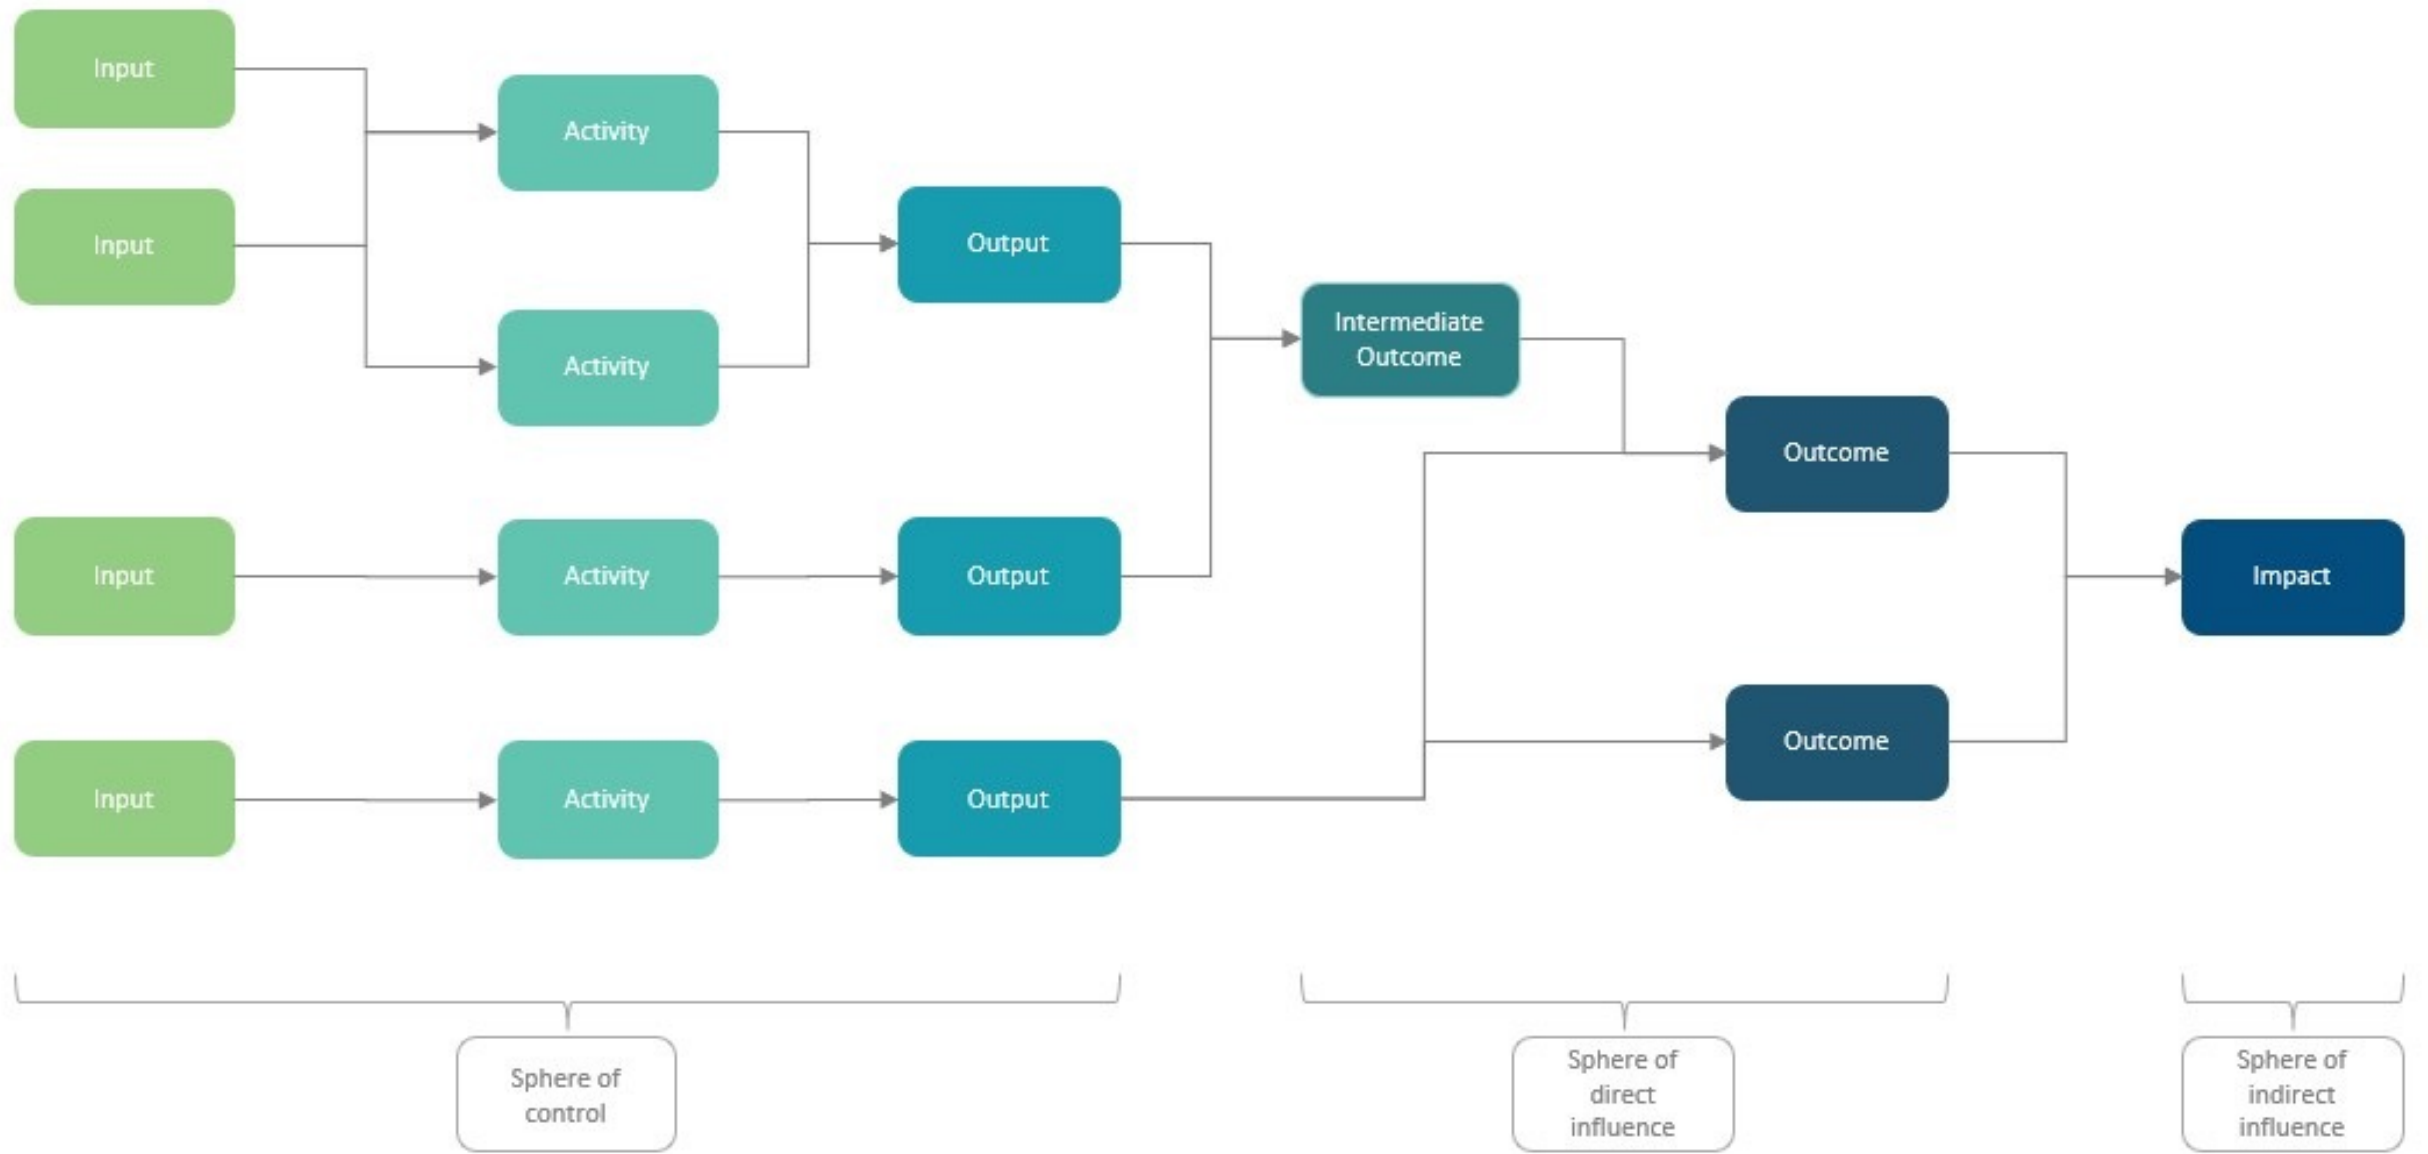 Input
Activity
Input
Output
Intermediate
Outcome
Activity
Outcome
Input
Activity
Output
Impact
Outcome
Input
Activity
Output
Sphere of
control
Sphere of
direct
influence
Sphere of
indirect
influence